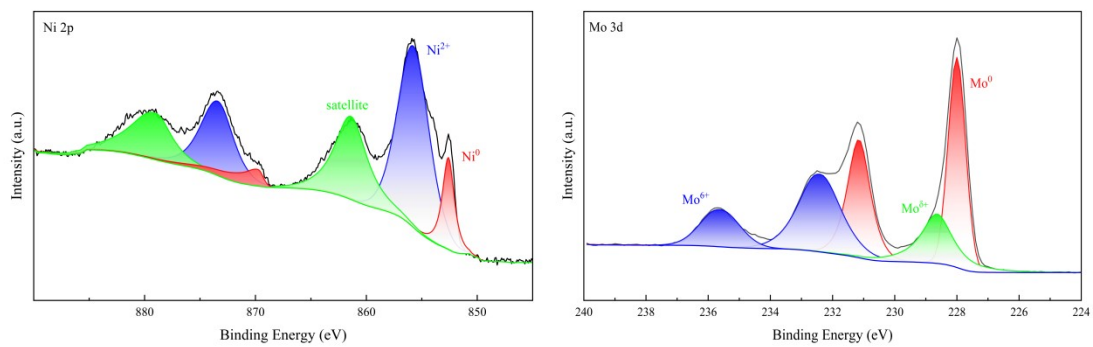 Ni 2p
Ni²⁺
satellite
Ni⁰
Intensity (a.u.)
880 870 860 850
Binding Energy (eV)
Mo 3d
Mo⁰
Mo⁶⁺
Mo^δ+
Intensity (a.u.)
240 238 236 234 232 230 228 226 224
Binding Energy (eV)